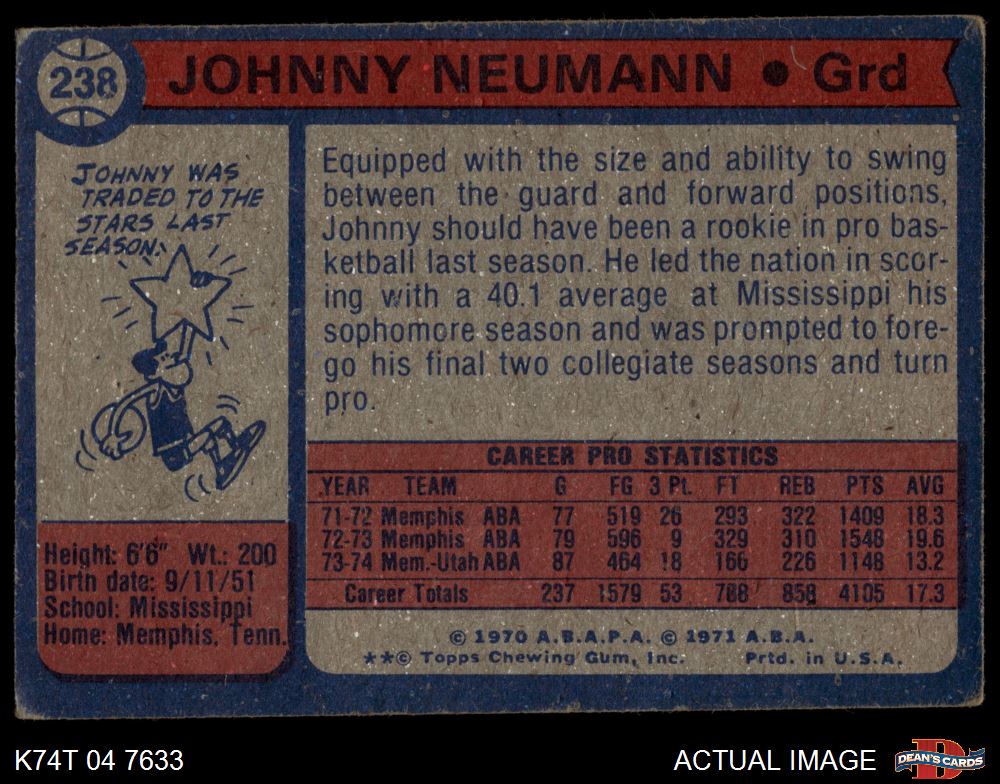 238
JOHNNY NEUMANN ● Grd
JOHNNY WAS
TRADED TO THE
STARS LAST
SEASON.
Equipped with the size and ability to swing
between the guard and forward positions,
Johnny should have been a rookie in pro bas-
ketball last season. He led the nation in scor-
ing with a 40.1 average at Mississippi his
sophomore season and was prompted to fore-
go his final two collegiate seasons and turn
pro.
Height: 6'6" Wt.: 200
Birth date: 9/11/51
School: Mississippi
Home: Memphis, Tenn.
CAREER PRO STATISTICS
YEAR TEAM G FG 3 Pt. FT REB PTS AVG
71-72 Memphis ABA 77 519 26 293 322 1409 18.3
72-73 Memphis ABA 79 596 9 329 310 1548 19.6
73-74 Mem.-Utah ABA 87 464 18 166 226 1148 13.2
Career Totals 237 1579 53 788 858 4105 17.3
© 1970 A.B.A.P.A. © 1971 A.B.A.
**© Topps Chewing Gum, Inc. Prtd. in U.S.A.
K74T 04 7633
ACTUAL IMAGE
D
DEAN'S CARDS